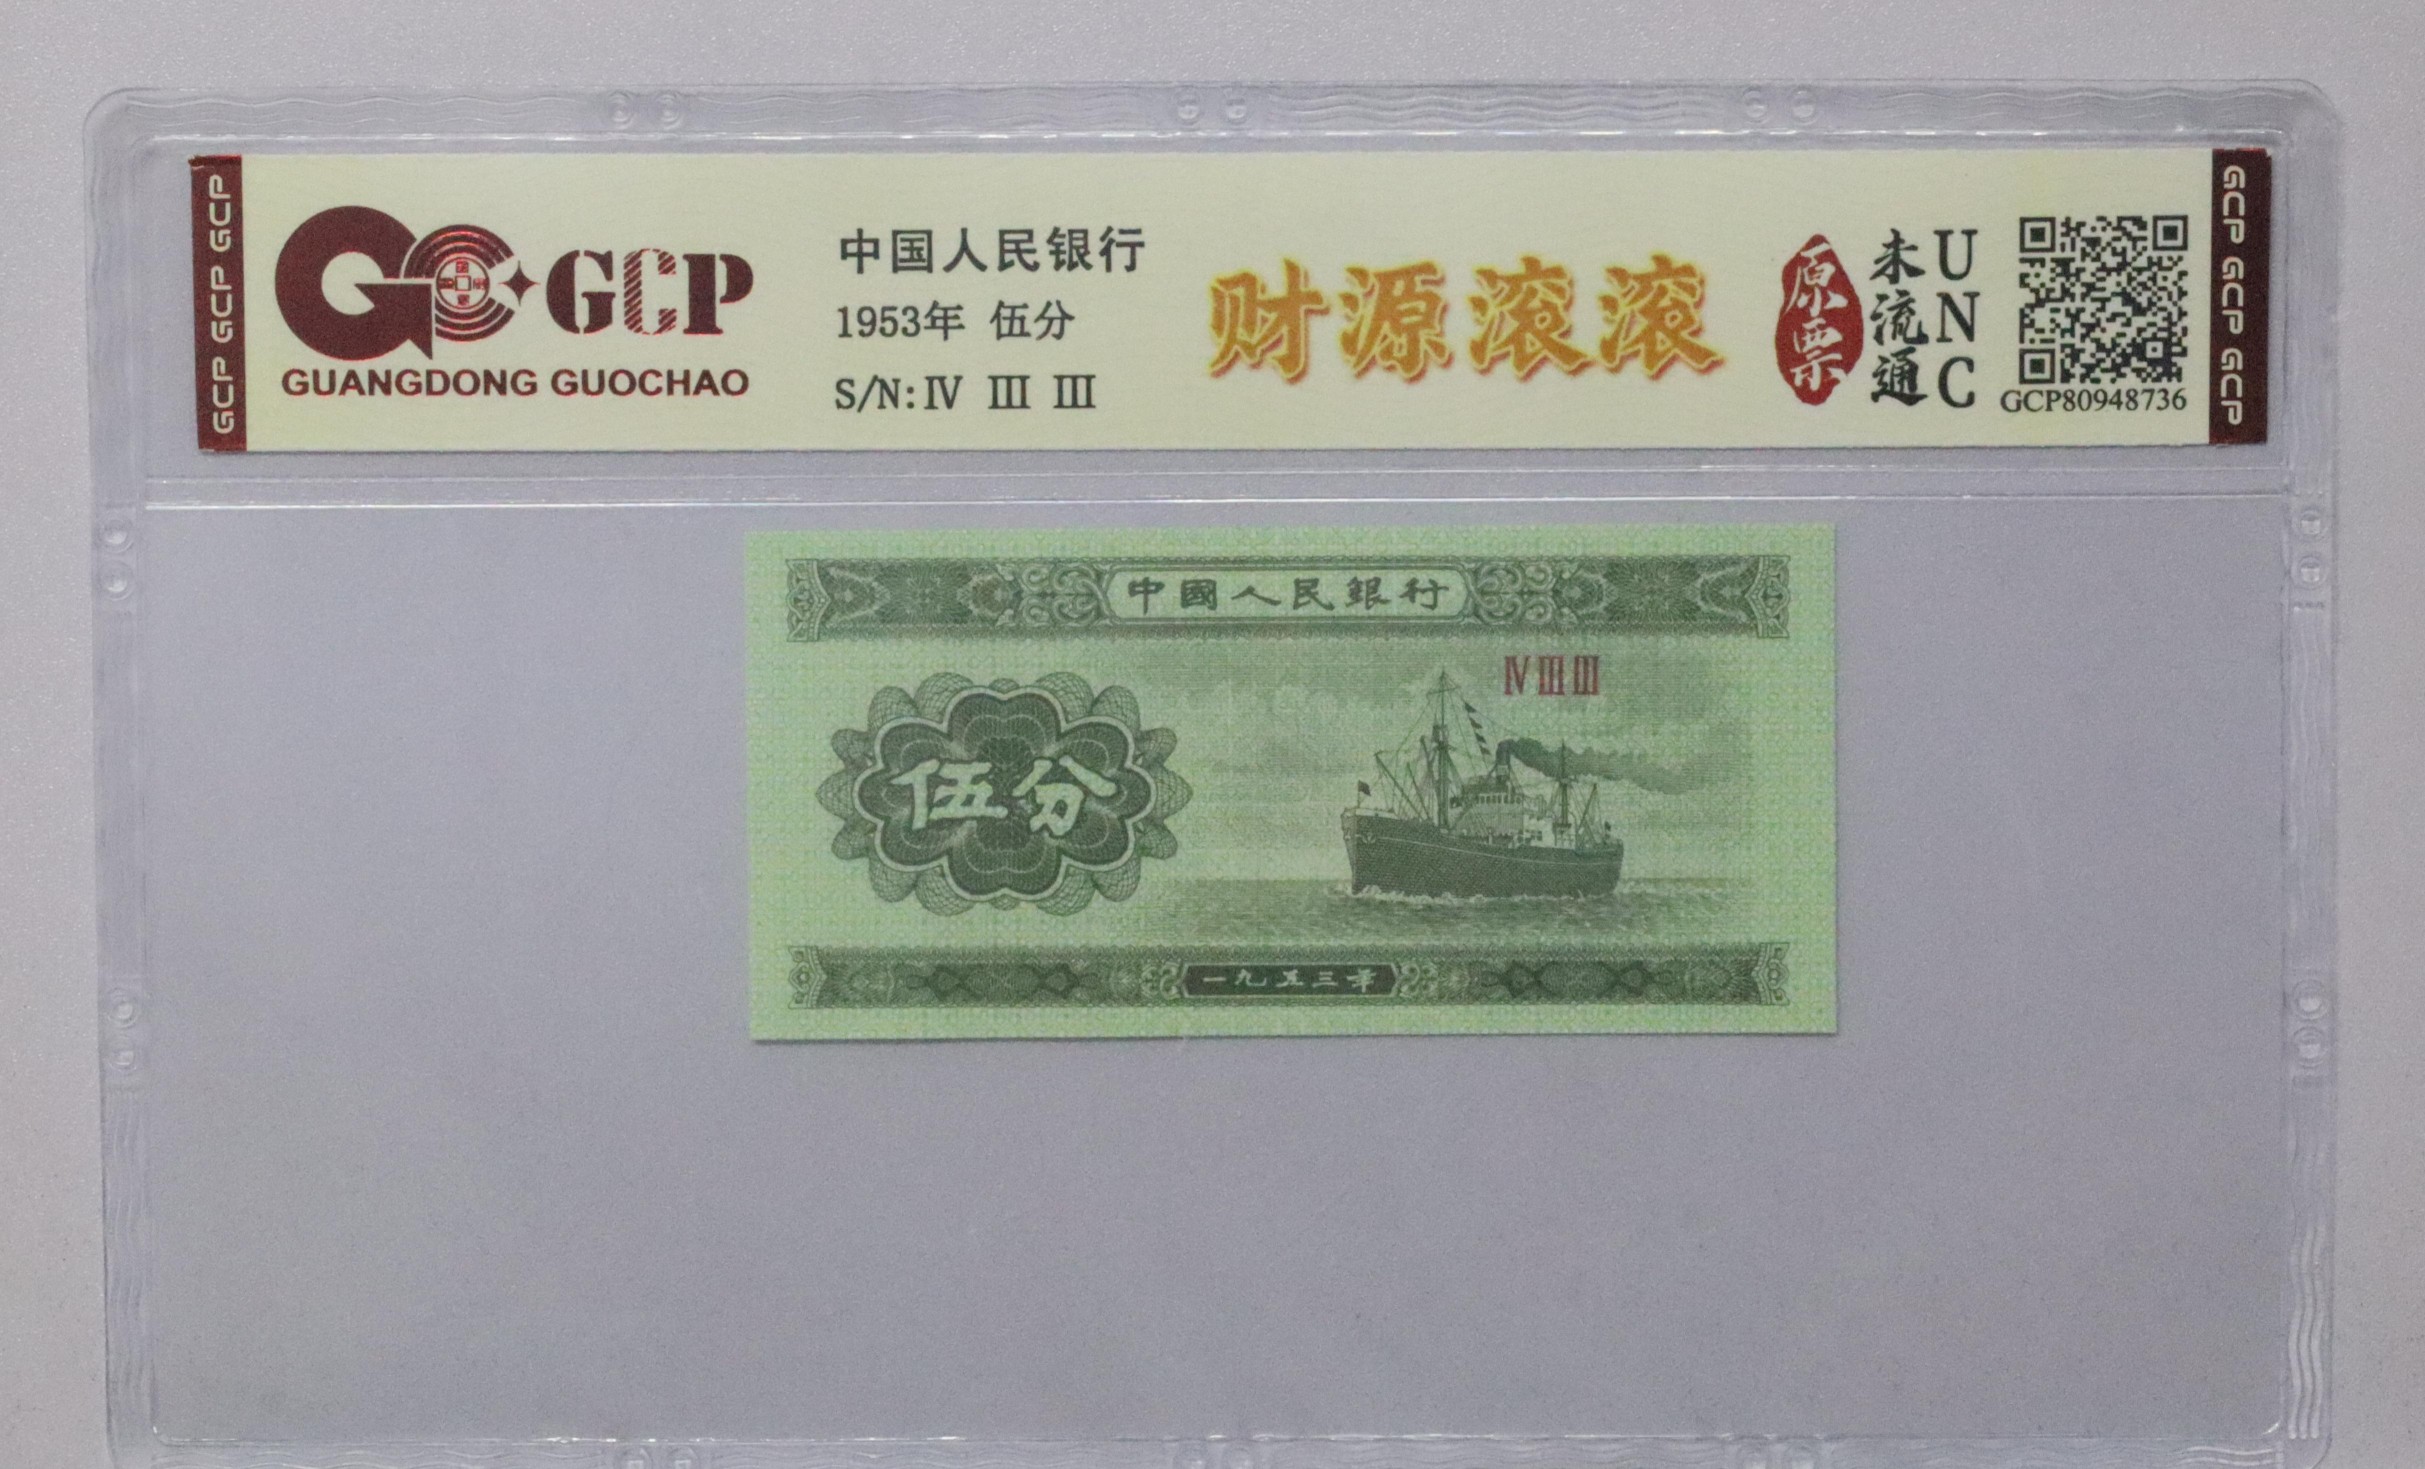 GCP GCP GCP
GCP
GUANGDONG GUOCHAO
中国人民银行
1953年 伍分
S/N: Ⅳ Ⅲ Ⅲ
财源滚滚
原票
未流通
UNC
GCP80948736
GCP GCP GCP
中國人民銀行
ⅣⅢⅢ
伍分
一九五三年